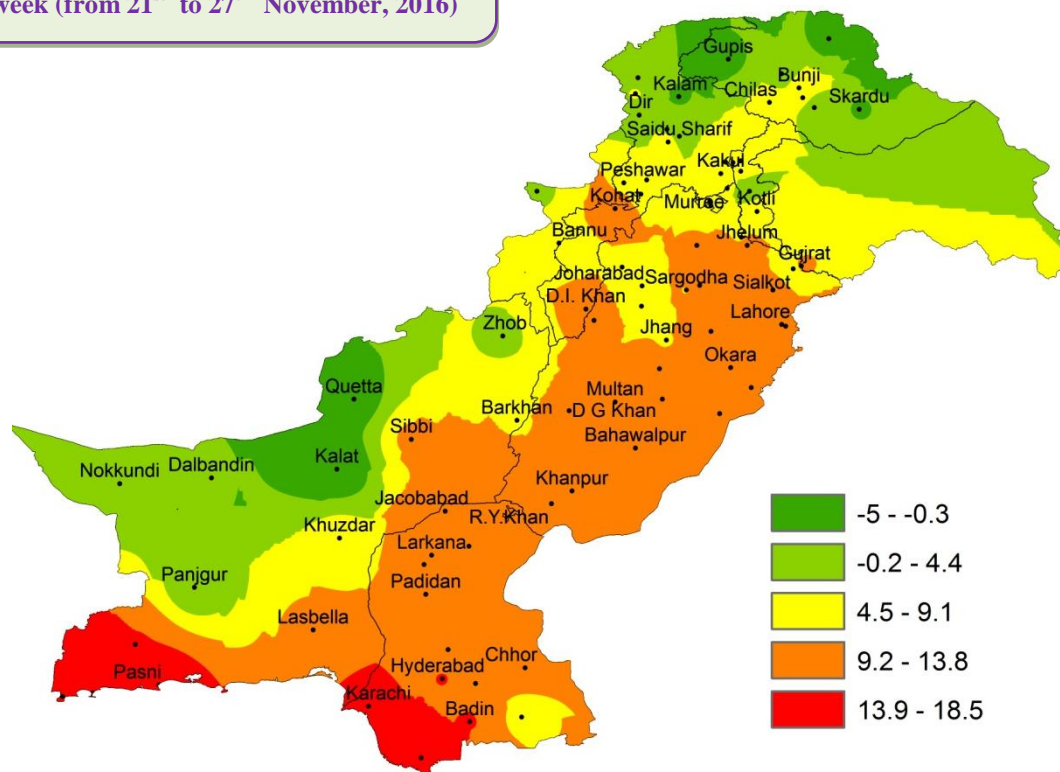 week (from 21 to 27 November, 2016)
Gupis
Bunji
Kalam
Chilas
Skardu
Dir
Saidu Sharif
Kakul
Peshawar
Kohat
Murree
Kotli
Bannu
Jhelum
Gujrat
Joharabad
Sargodha
Sialkot
D.I. Khan
Zhob
Lahore
Jhang
Okara
Quetta
Multan
Barkhan
D G Khan
Sibbi
Bahawalpur
Kalat
Nokkundi
Dalbandin
Khanpur
Jacobabad
R.Y.Khan
Khuzdar
Larkana
Panjgur
Padidan
Lasbella
Pasni
Hyderabad
Chhor
Karachi
Badin
-5 - -0.3
-0.2 - 4.4
4.5 - 9.1
9.2 - 13.8
13.9 - 18.5